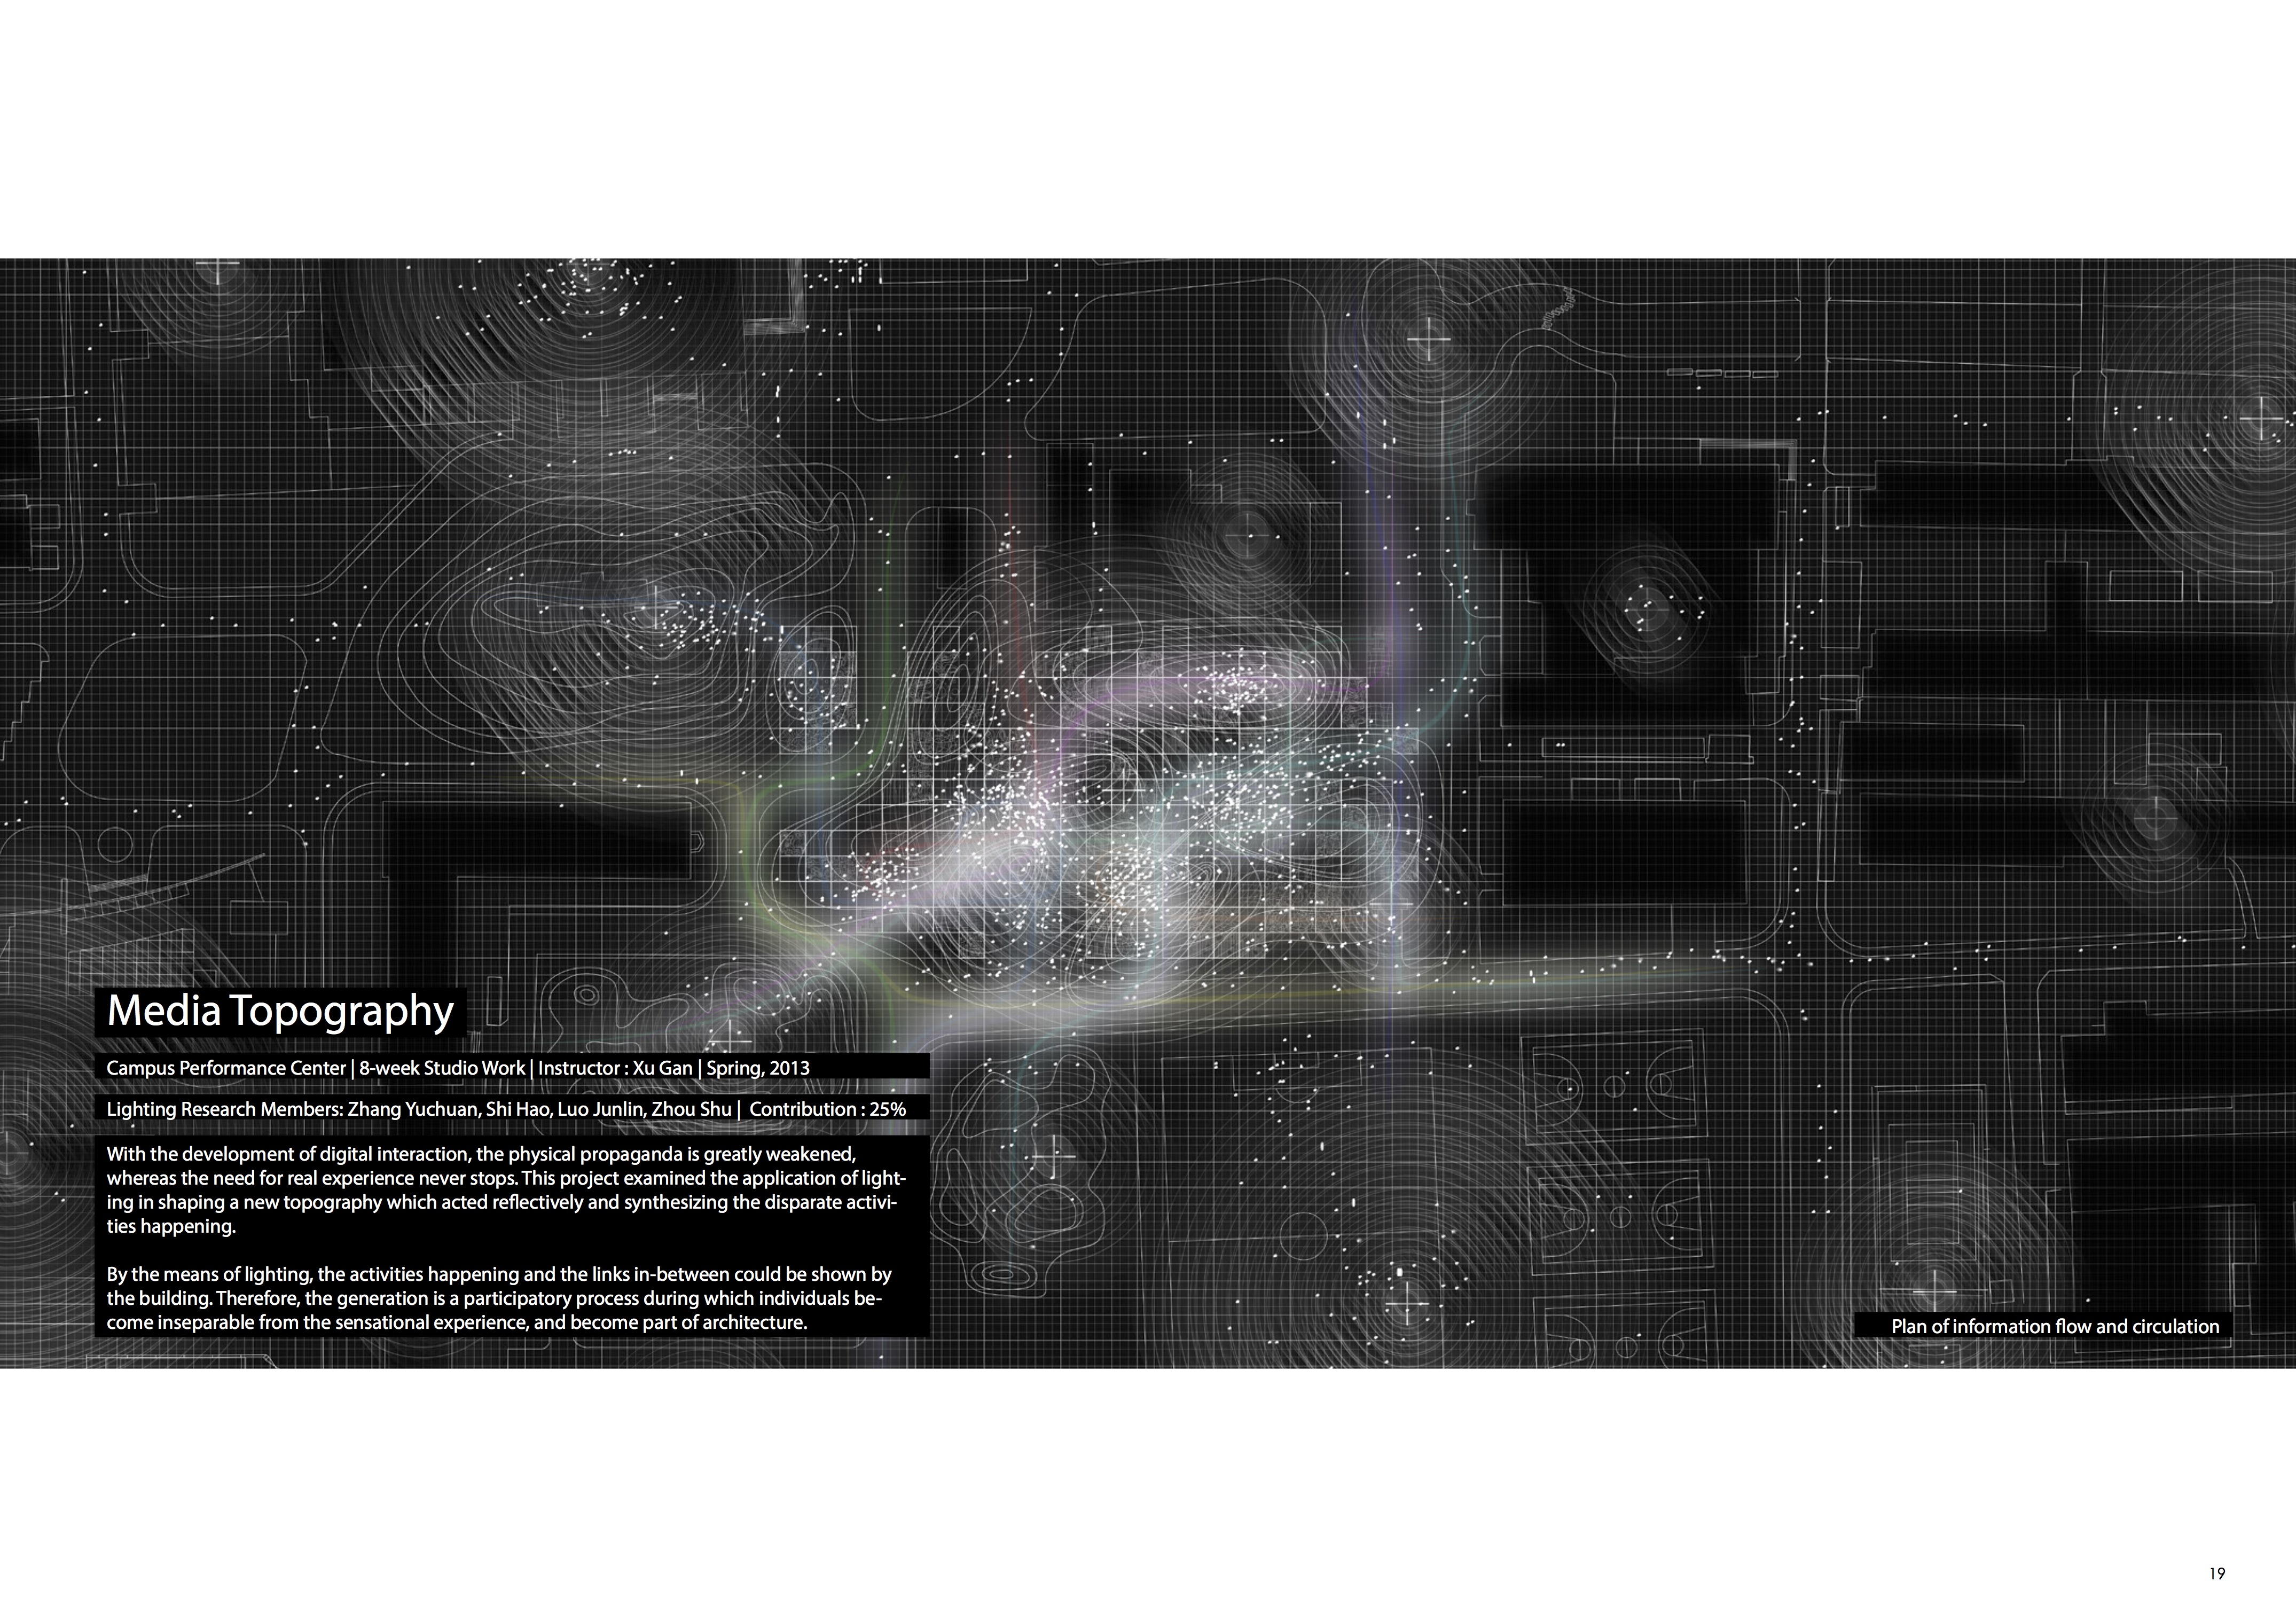 Media Topography
Campus Performance Center | 8-week Studio Work | Instructor : Xu Gan | Spring, 2013
Lighting Research Members: Zhang Yuchuan, Shi Hao, Luo Junlin, Zhou Shu | Contribution : 25%
With the development of digital interaction, the physical propaganda is greatly weakened,
whereas the need for real experience never stops. This project examined the application of light-
ing in shaping a new topography which acted reflectively and synthesizing the disparate activi-
ties happening.
By the means of lighting, the activities happening and the links in-between could be shown by
the building. Therefore, the generation is a participatory process during which individuals be-
come inseparable from the sensational experience, and become part of architecture.
Plan of information flow and circulation
19